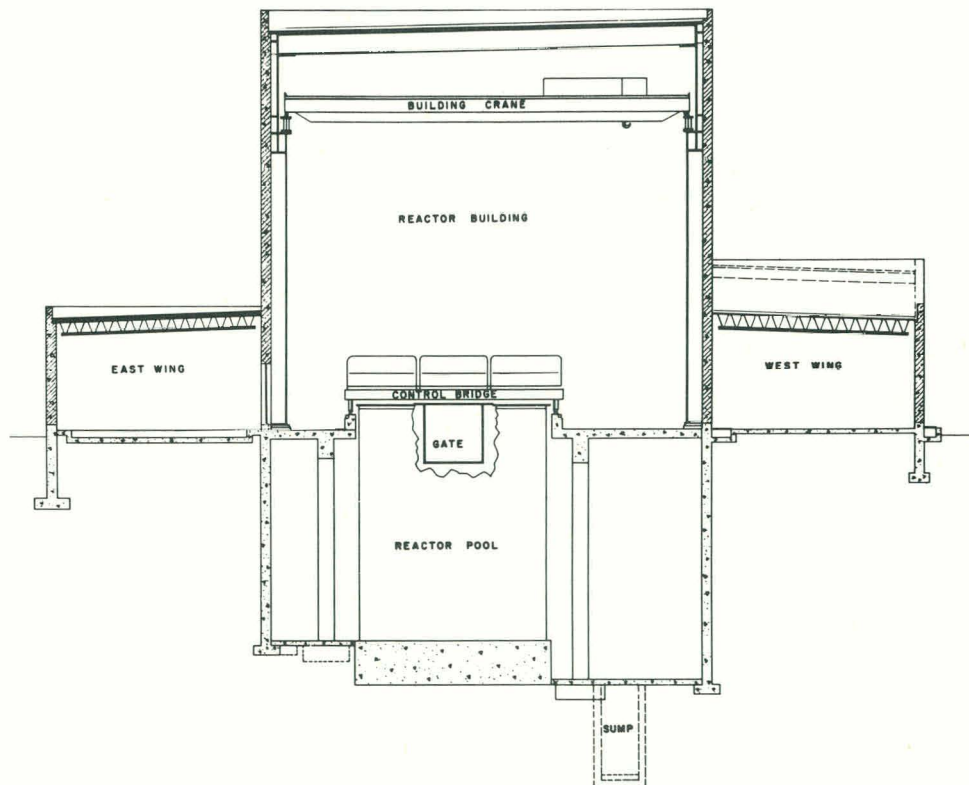 BUILDING CRANE
REACTOR BUILDING
EAST WING
WEST WING
CONTROL BRIDGE
GATE
REACTOR POOL
SUMP